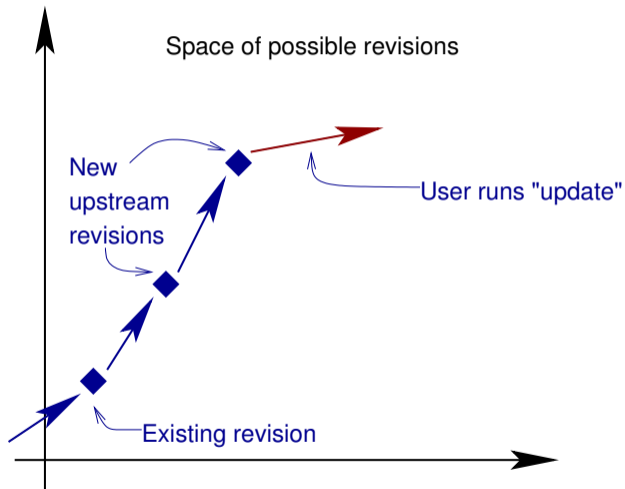 Space of possible revisions
New
upstream
revisions
User runs "update"
Existing revision